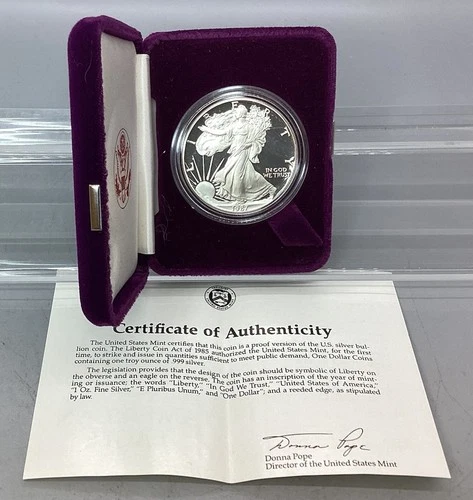 LIBERTY
IN GOD
WE TRUST
1987
Certificate of Authenticity
The United States Mint certifies that this coin is a proof version of the U.S. silver bul-
lion coin. The Liberty Coin Act of 1985 authorized the United States Mint, for the first
time, to strike and issue in quantities sufficient to meet public demand, One Dollar Coins
containing one troy ounce of .999 silver.
The legislation provides that the design of the coin should be symbolic of Liberty on
the obverse and an eagle on the reverse. The coin has an inscription of the year of mint-
ing or issuance; the words "Liberty," "In God We Trust," "United States of America,"
"1 Oz. Fine Silver," "E Pluribus Unum," and "One Dollar"; and a reeded edge, as stipulated
by law.
Donna Pope
Donna Pope
Director of the United States Mint